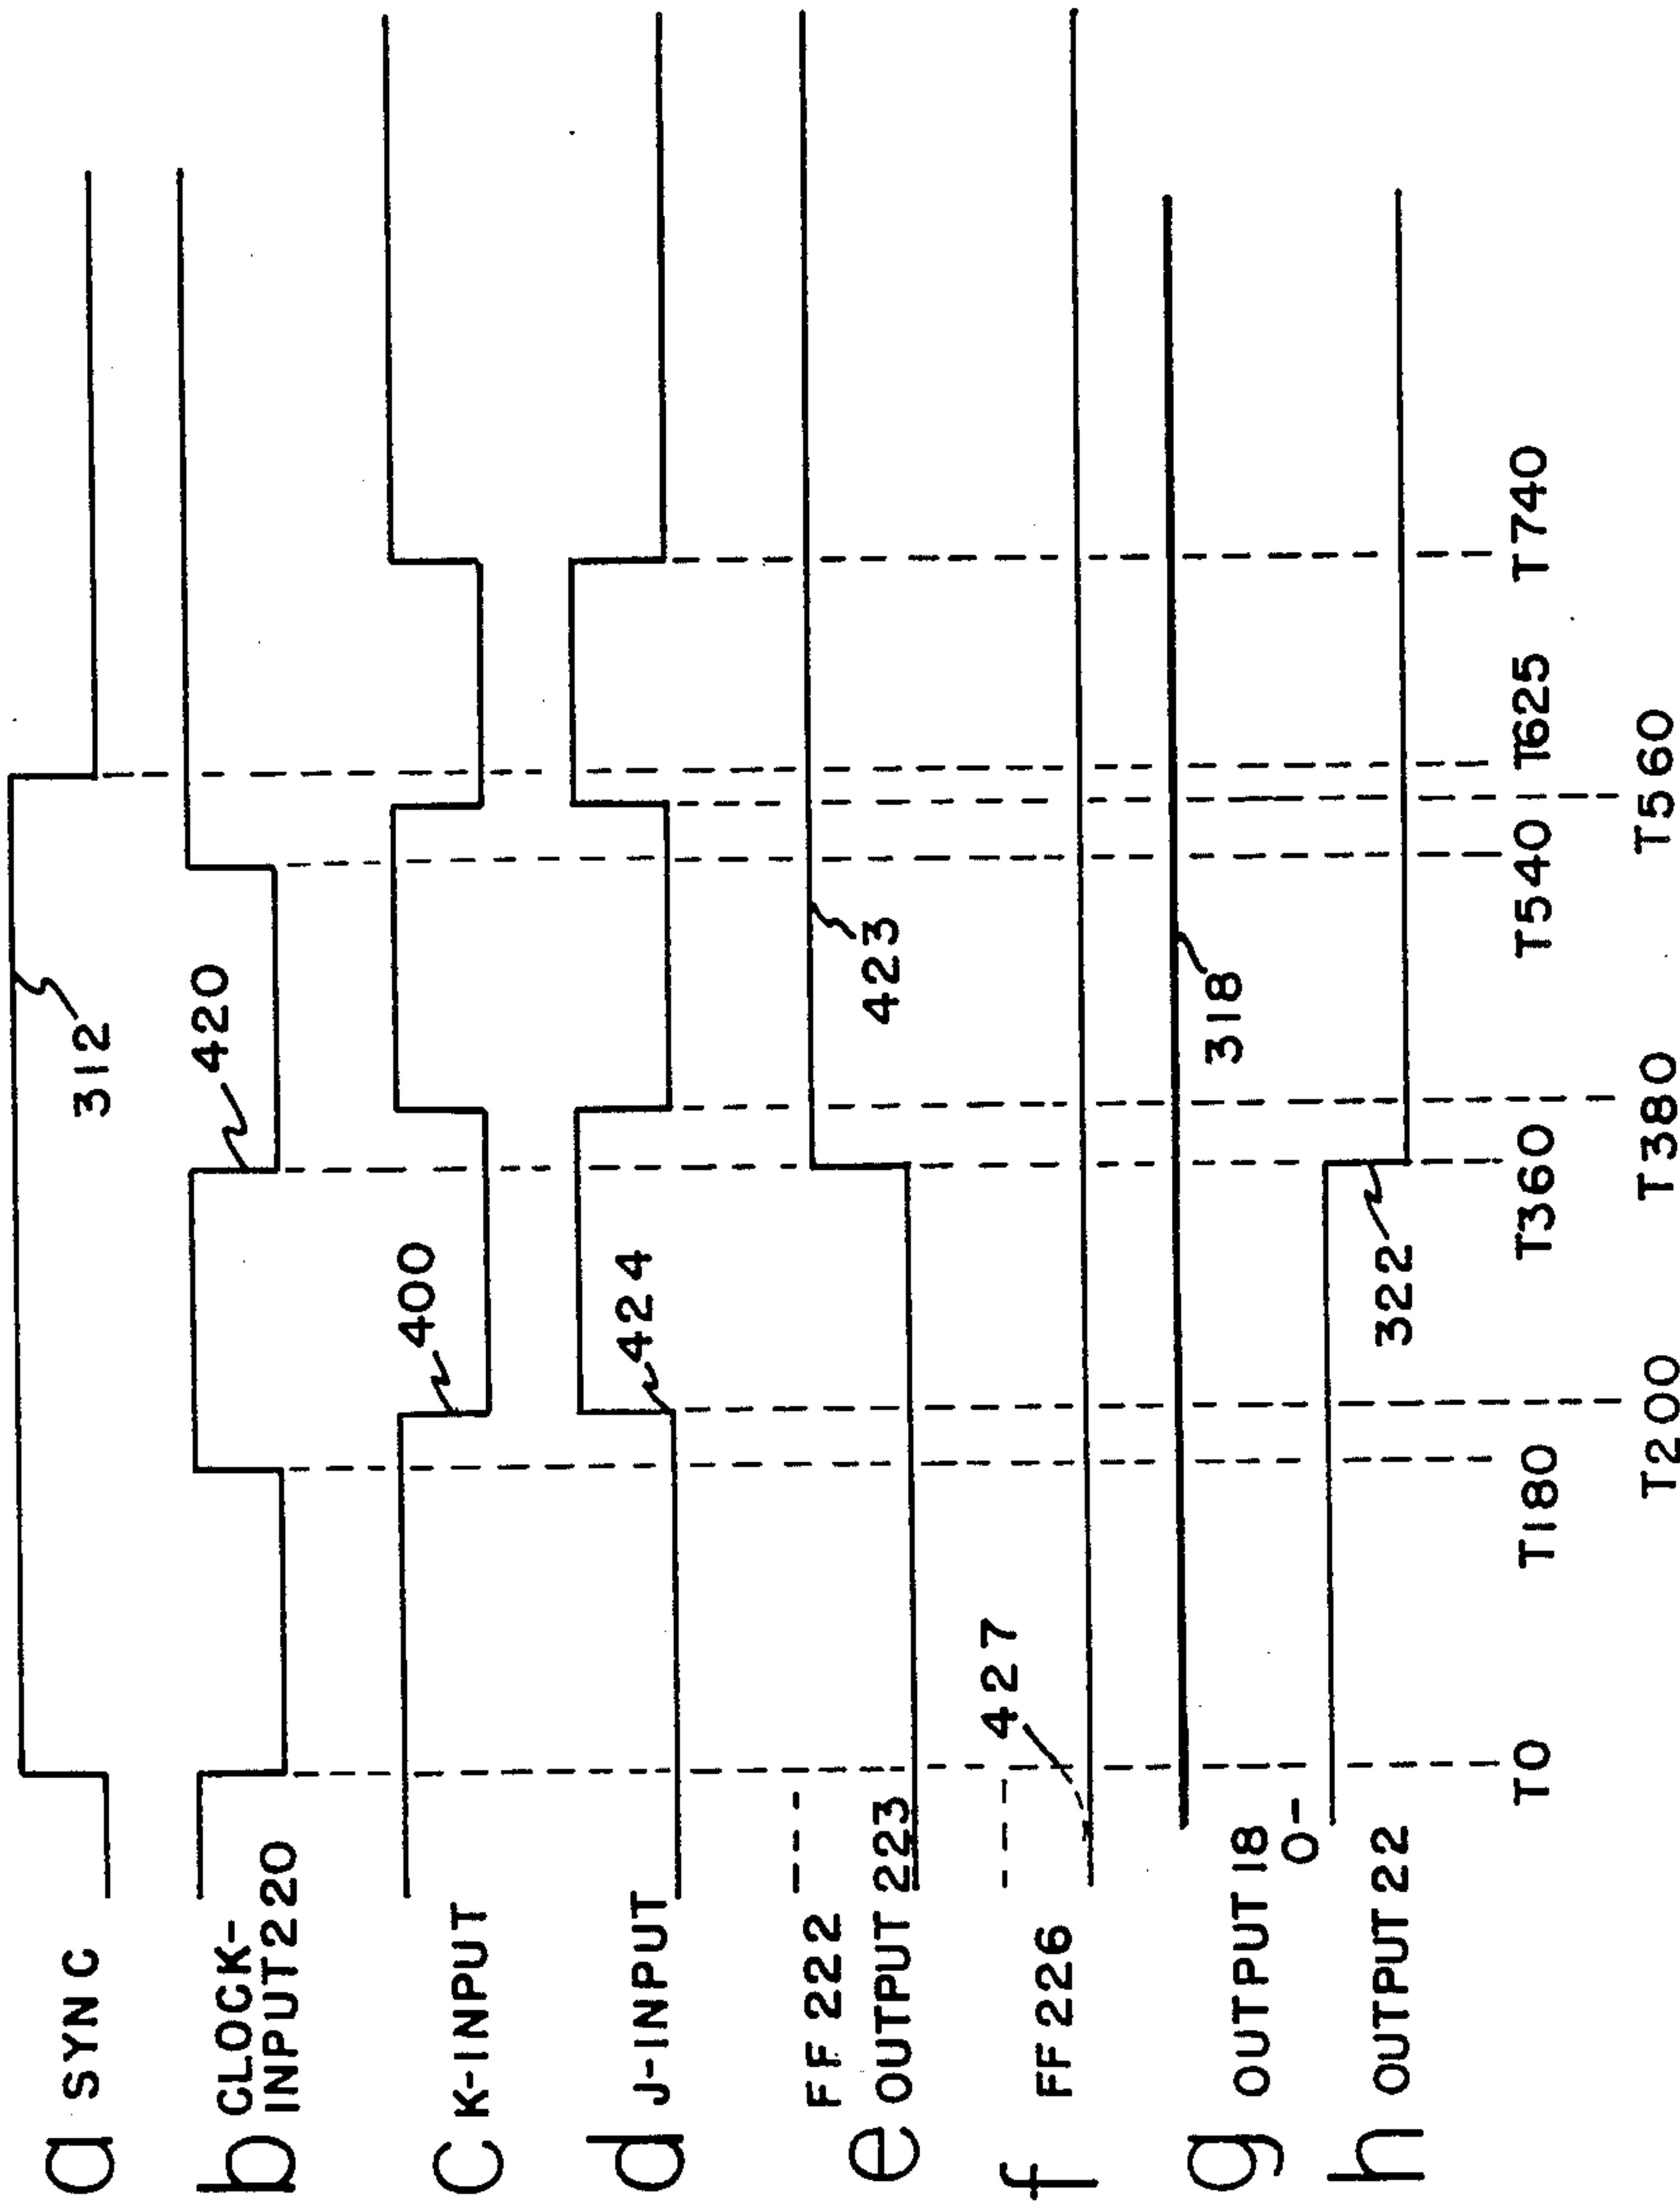 a SYNC
312
b CLOCK-
INPUT 220
420
c K-INPUT
400
d J-INPUT
424
FF 222
e OUTPUT 223
423
f FF 226
427
g OUTPUT 18
318
O-
h OUTPUT 22
322
T0 T180 T360 T540 T625 T740
T200 T380 T560